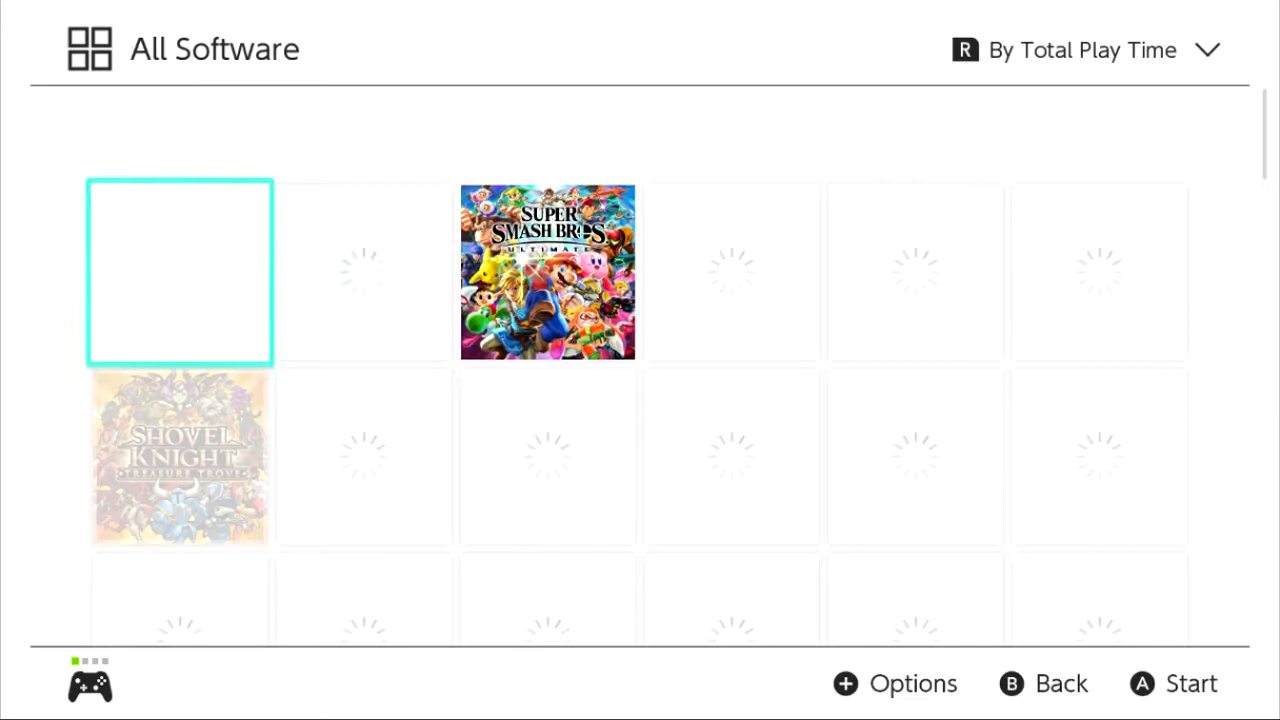 All Software
R By Total Play Time
SUPER
SMASH BROS.
ULTIMATE
SHOVEL
KNIGHT
TREASURE TROVE
+ Options
B Back
A Start